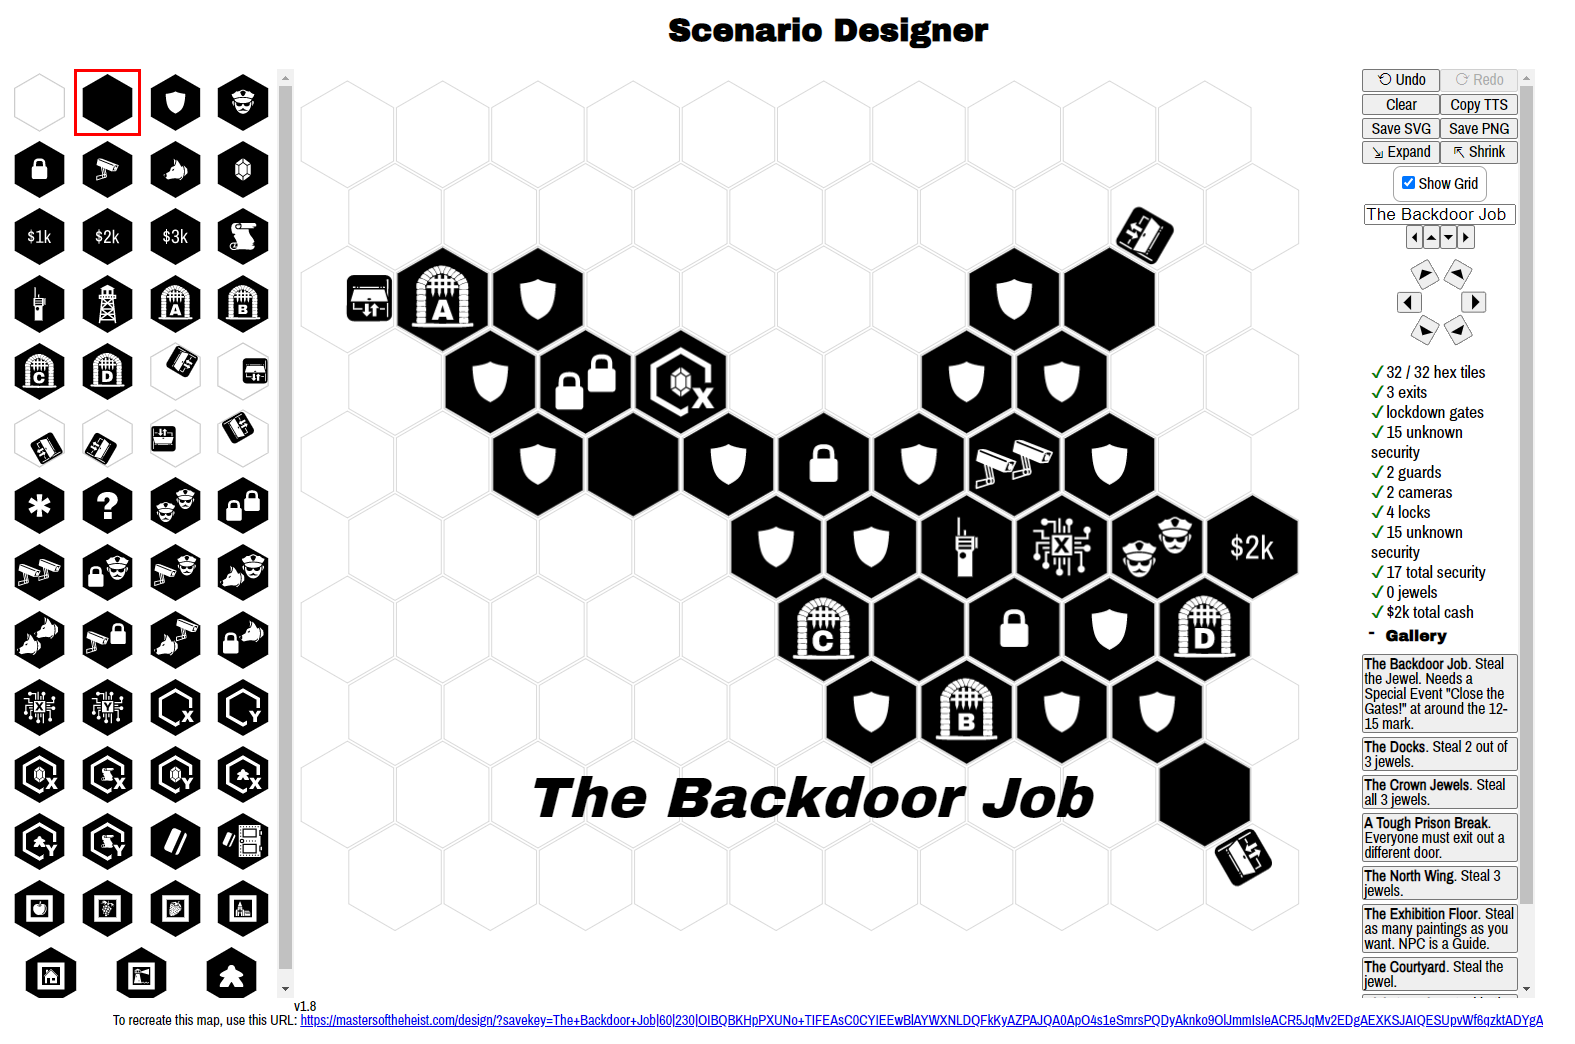 Scenario Designer
Undo Redo
Clear Copy TTS
Save SVG Save PNG
Expand Shrink
Show Grid
The Backdoor Job
$1k $2k $3k
A B
C D
X Y X Y
X X Y X
Y Y
A
X
X $2k
C D
B
The Backdoor Job
32 / 32 hex tiles
3 exits
lockdown gates
15 unknown
security
2 guards
2 cameras
4 locks
15 unknown
security
17 total security
0 jewels
$2k total cash
- Gallery
The Backdoor Job. Steal
the Jewel. Needs a
Special Event "Close the
Gates!" at around the 12-
15 mark.
The Docks. Steal 2 out of
3 jewels.
The Crown Jewels. Steal
all 3 jewels.
A Tough Prison Break.
Everyone must exit out a
different door.
The North Wing. Steal 3
jewels.
The Exhibition Floor. Steal
as many paintings as you
want. NPC is a Guide.
The Courtyard. Steal the
jewel.
v1.8
To recreate this map, use this URL: https://mastersoftheheist.com/design/?savekey=The+Backdoor+Job|60|230|OIBQBKHpPXUNo+TIFEAsC0CYIEEwBlAYWXNLDQFkKyAZPAJQA0ApO4s1eSmrsPQDyAknko9OlJmmIsIeACR5JqMv2EDgAEXKSJAIQESUpvWf6qzktADYgA